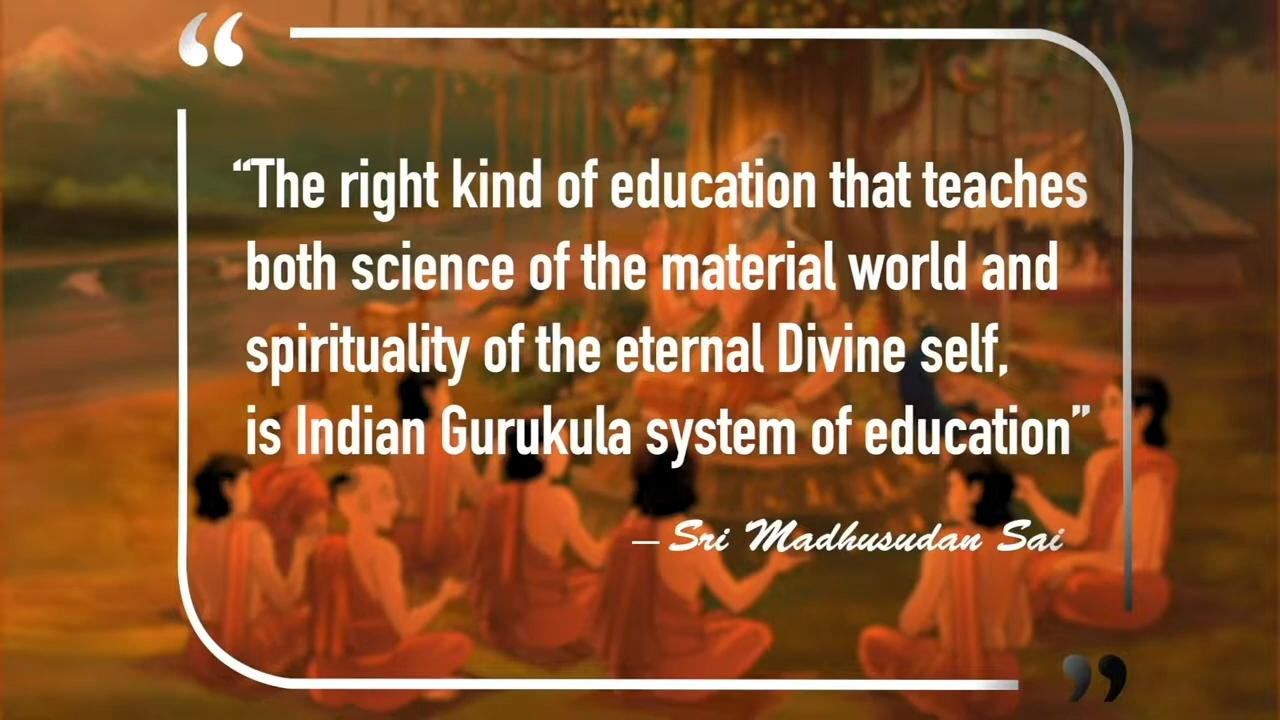 “The right kind of education that teaches
both science of the material world and
spirituality of the eternal Divine self,
is Indian Gurukula system of education”
— Sri Madhusudan Sai